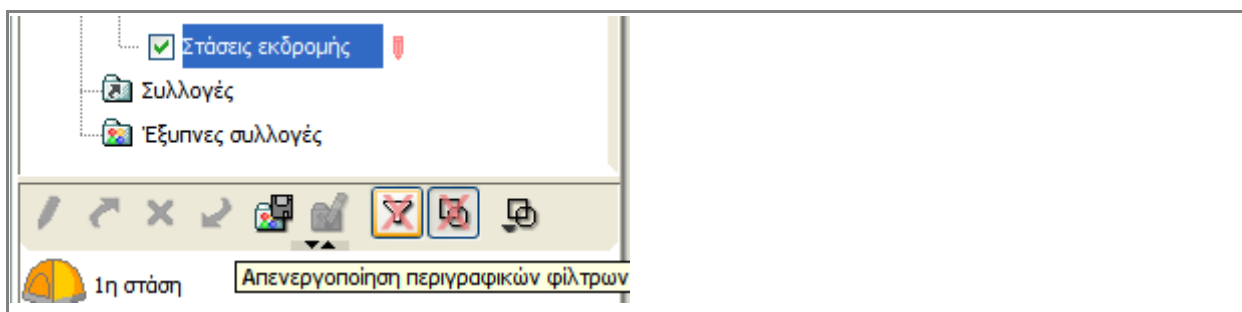 Στάσεις εκδρομής
Συλλογές
Έξυπνες συλλογές
1η στάση
Απενεργοποίηση περιγραφικών φίλτρων